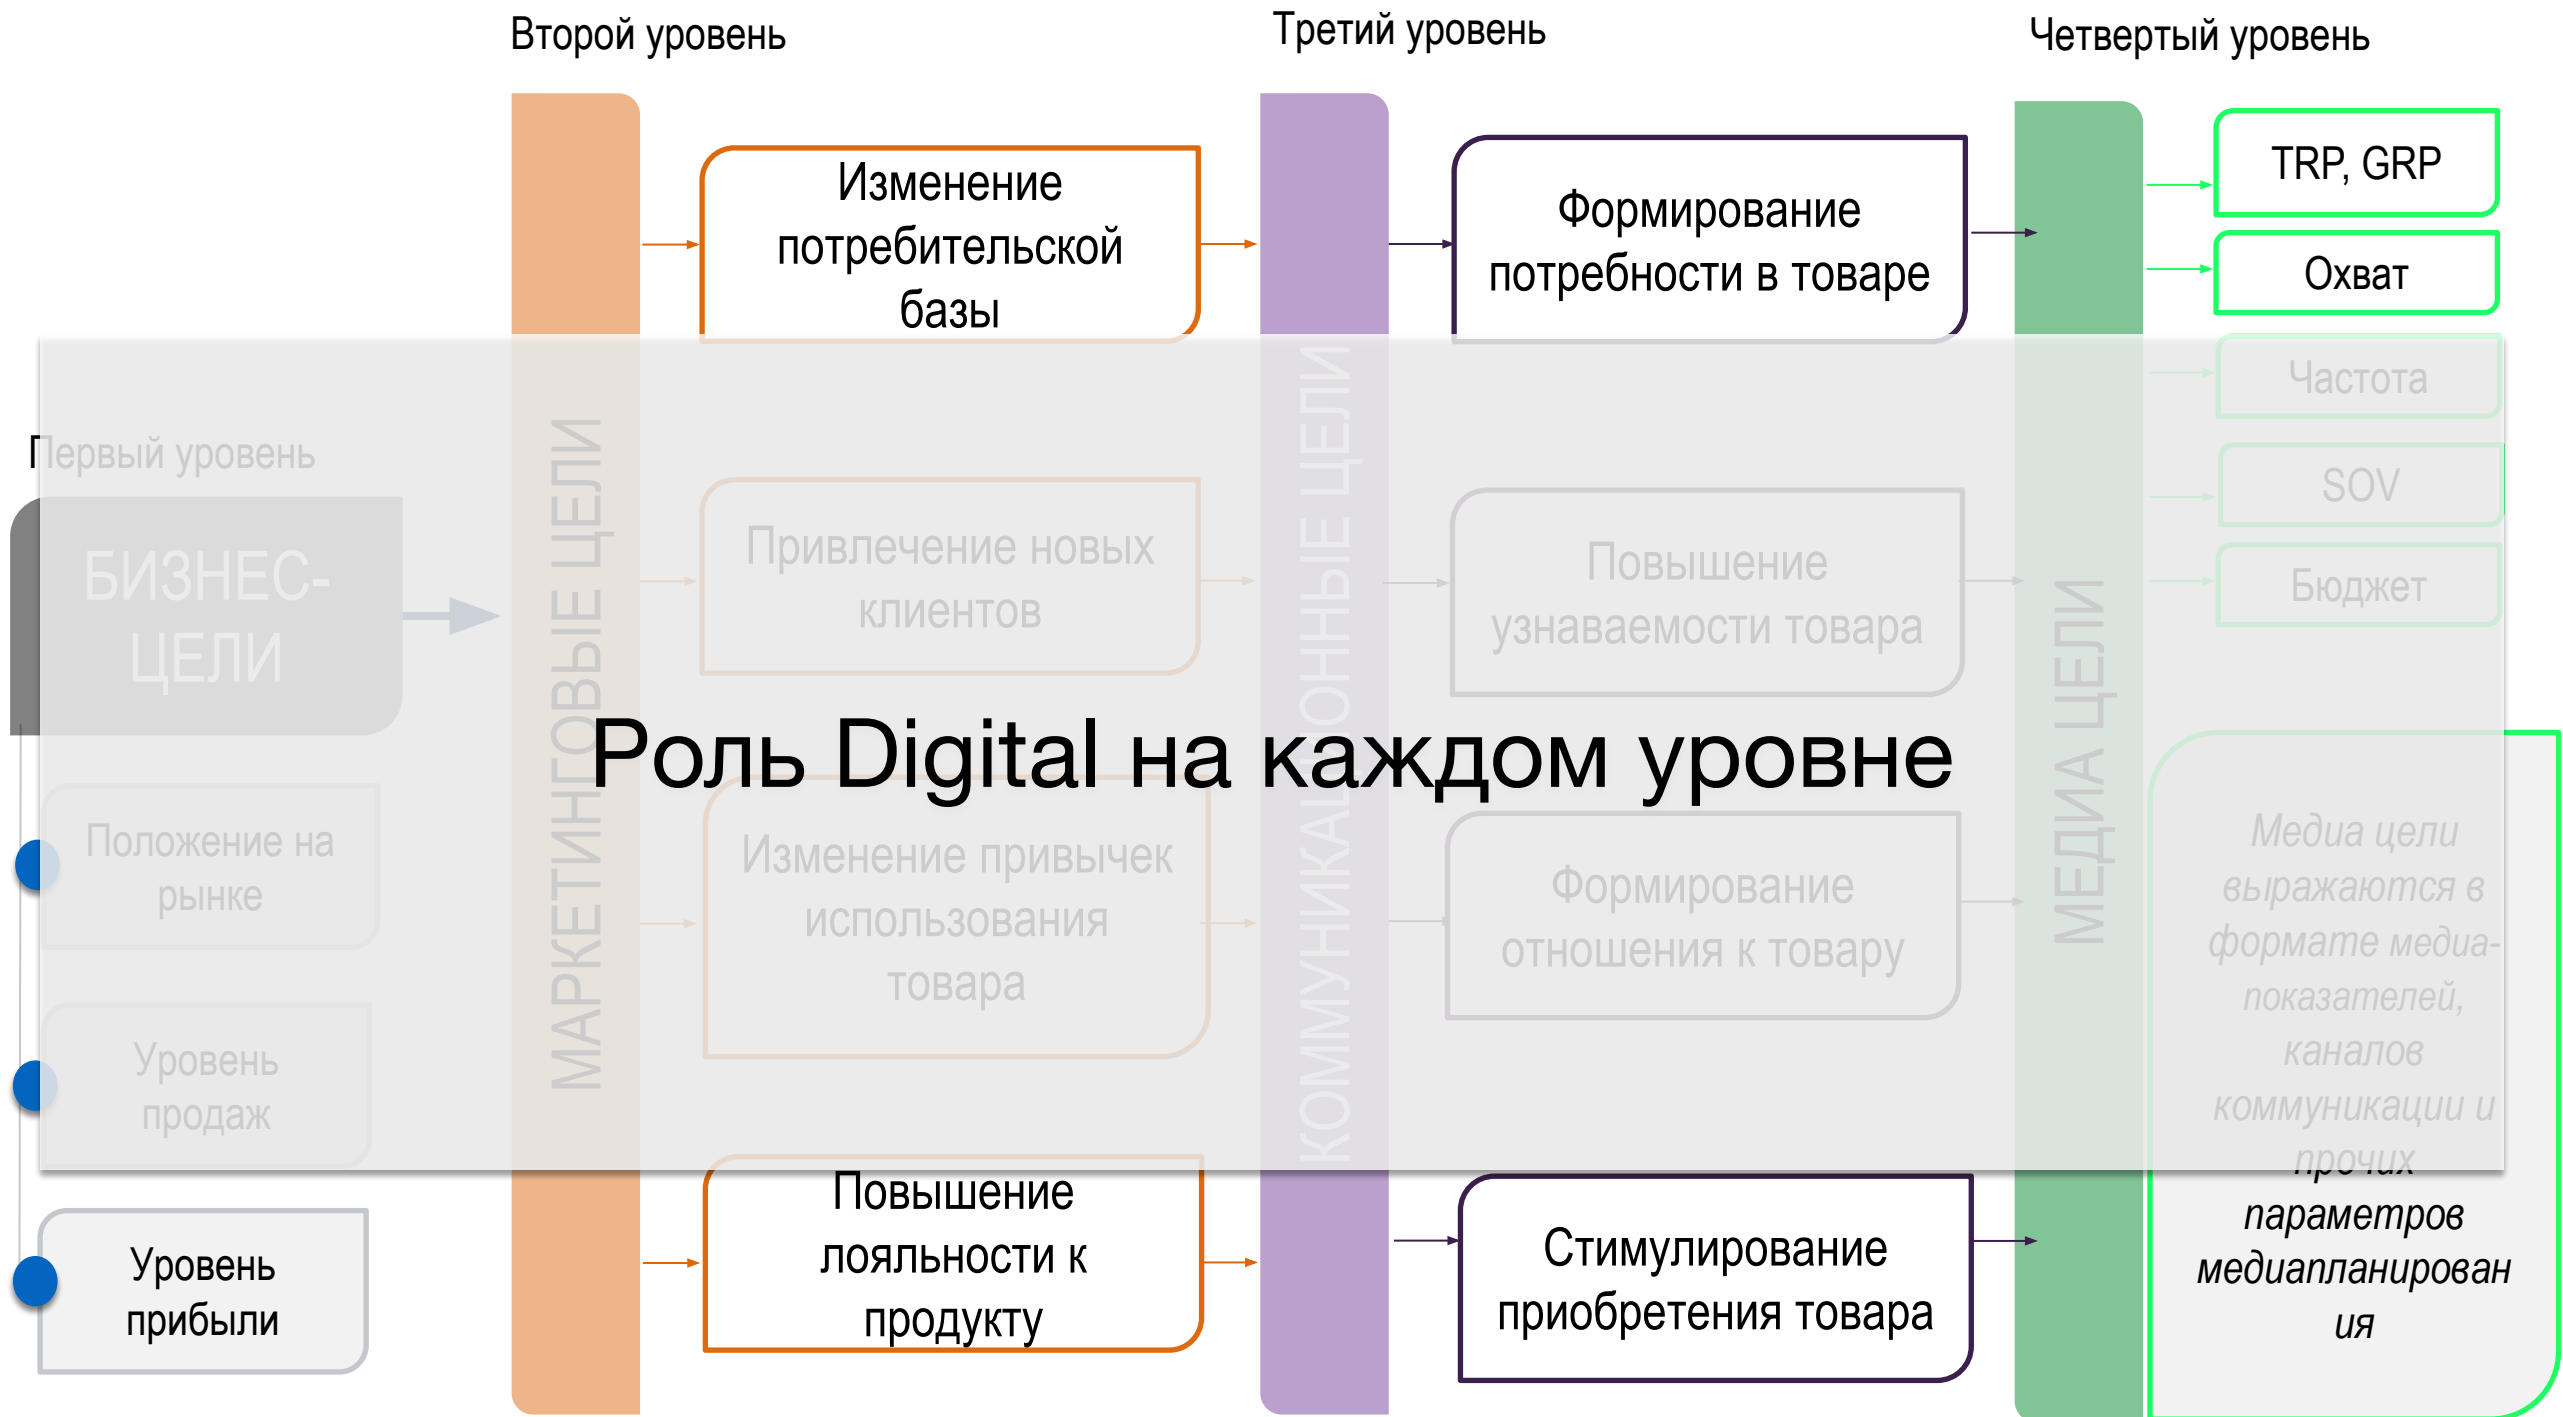 Второй уровень
Третий уровень
Четвертый уровень
Первый уровень
БИЗНЕС-
ЦЕЛИ
Положение на
рынке
Уровень
продаж
Уровень
прибыли
МАРКЕТИНГОВЫЕ ЦЕЛИ
Изменение
потребительской
базы
Привлечение новых
клиентов
Изменение привычек
использования
товара
Повышение
лояльности к
продукту
КОММУНИКАЦИОННЫЕ ЦЕЛИ
Формирование
потребности в товаре
Повышение
узнаваемости товара
Формирование
отношения к товару
Стимулирование
приобретения товара
МЕДИА ЦЕЛИ
TRP, GRP
Охват
Частота
SOV
Бюджет
Медиа цели
выражаются в
формате медиа-
показателей,
каналов
коммуникации и
прочих
параметров
медиапланирован
ия
Роль Digital на каждом уровне